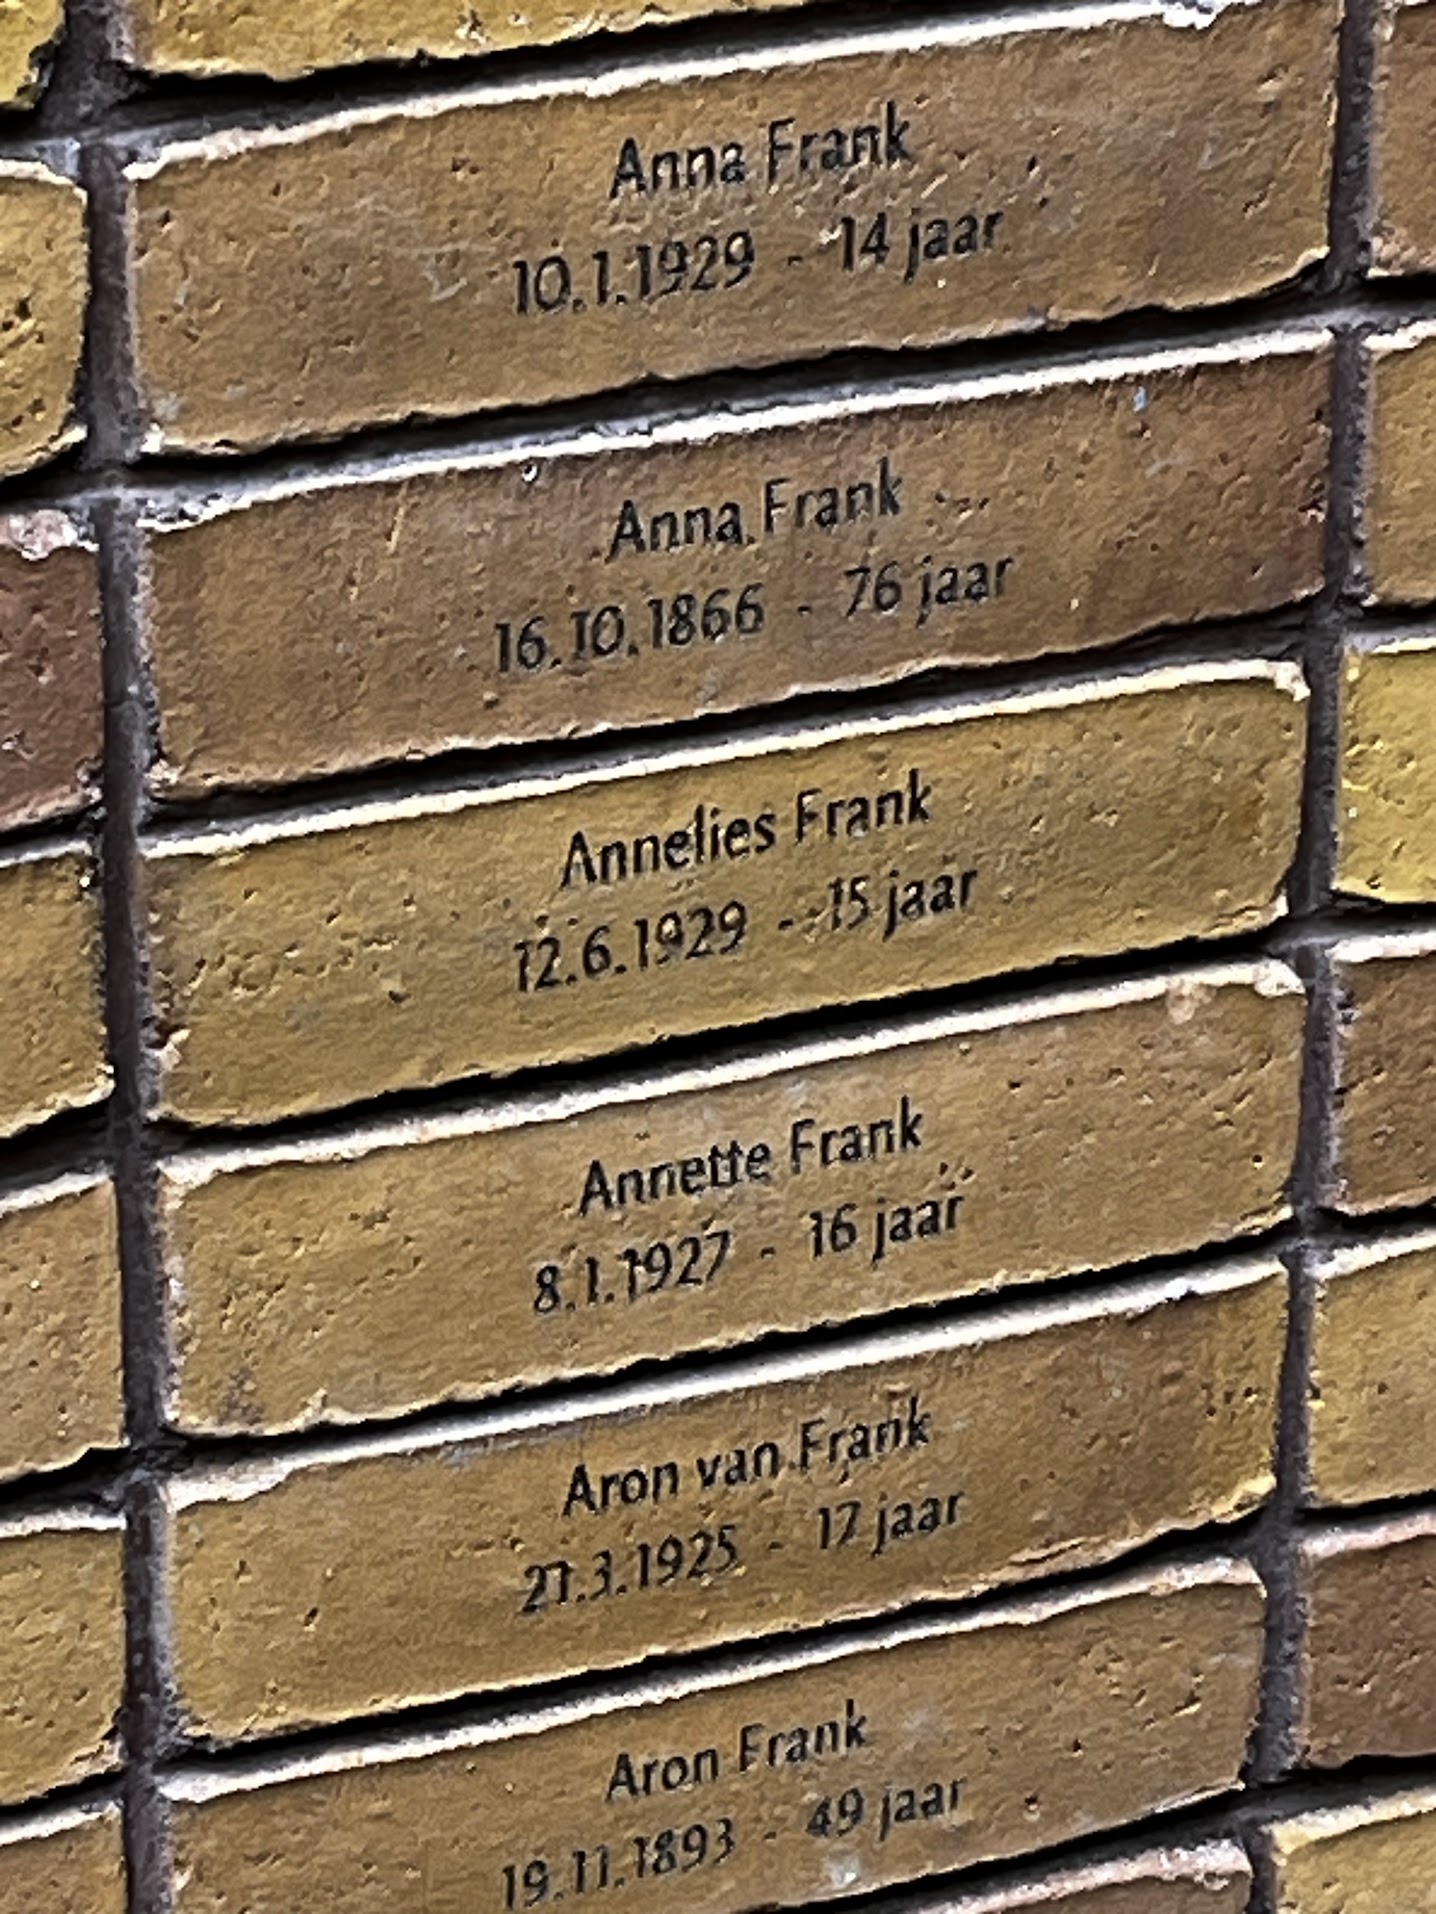 Anna Frank
10.1.1929 - 14 jaar
Anna Frank
16.10.1866 - 76 jaar
Annelies Frank
12.6.1929 - 15 jaar
Annette Frank
8.1.1927 - 16 jaar
Aron van Frank
21.3.1925 - 17 jaar
Aron Frank
19.11.1893 - 49 jaar